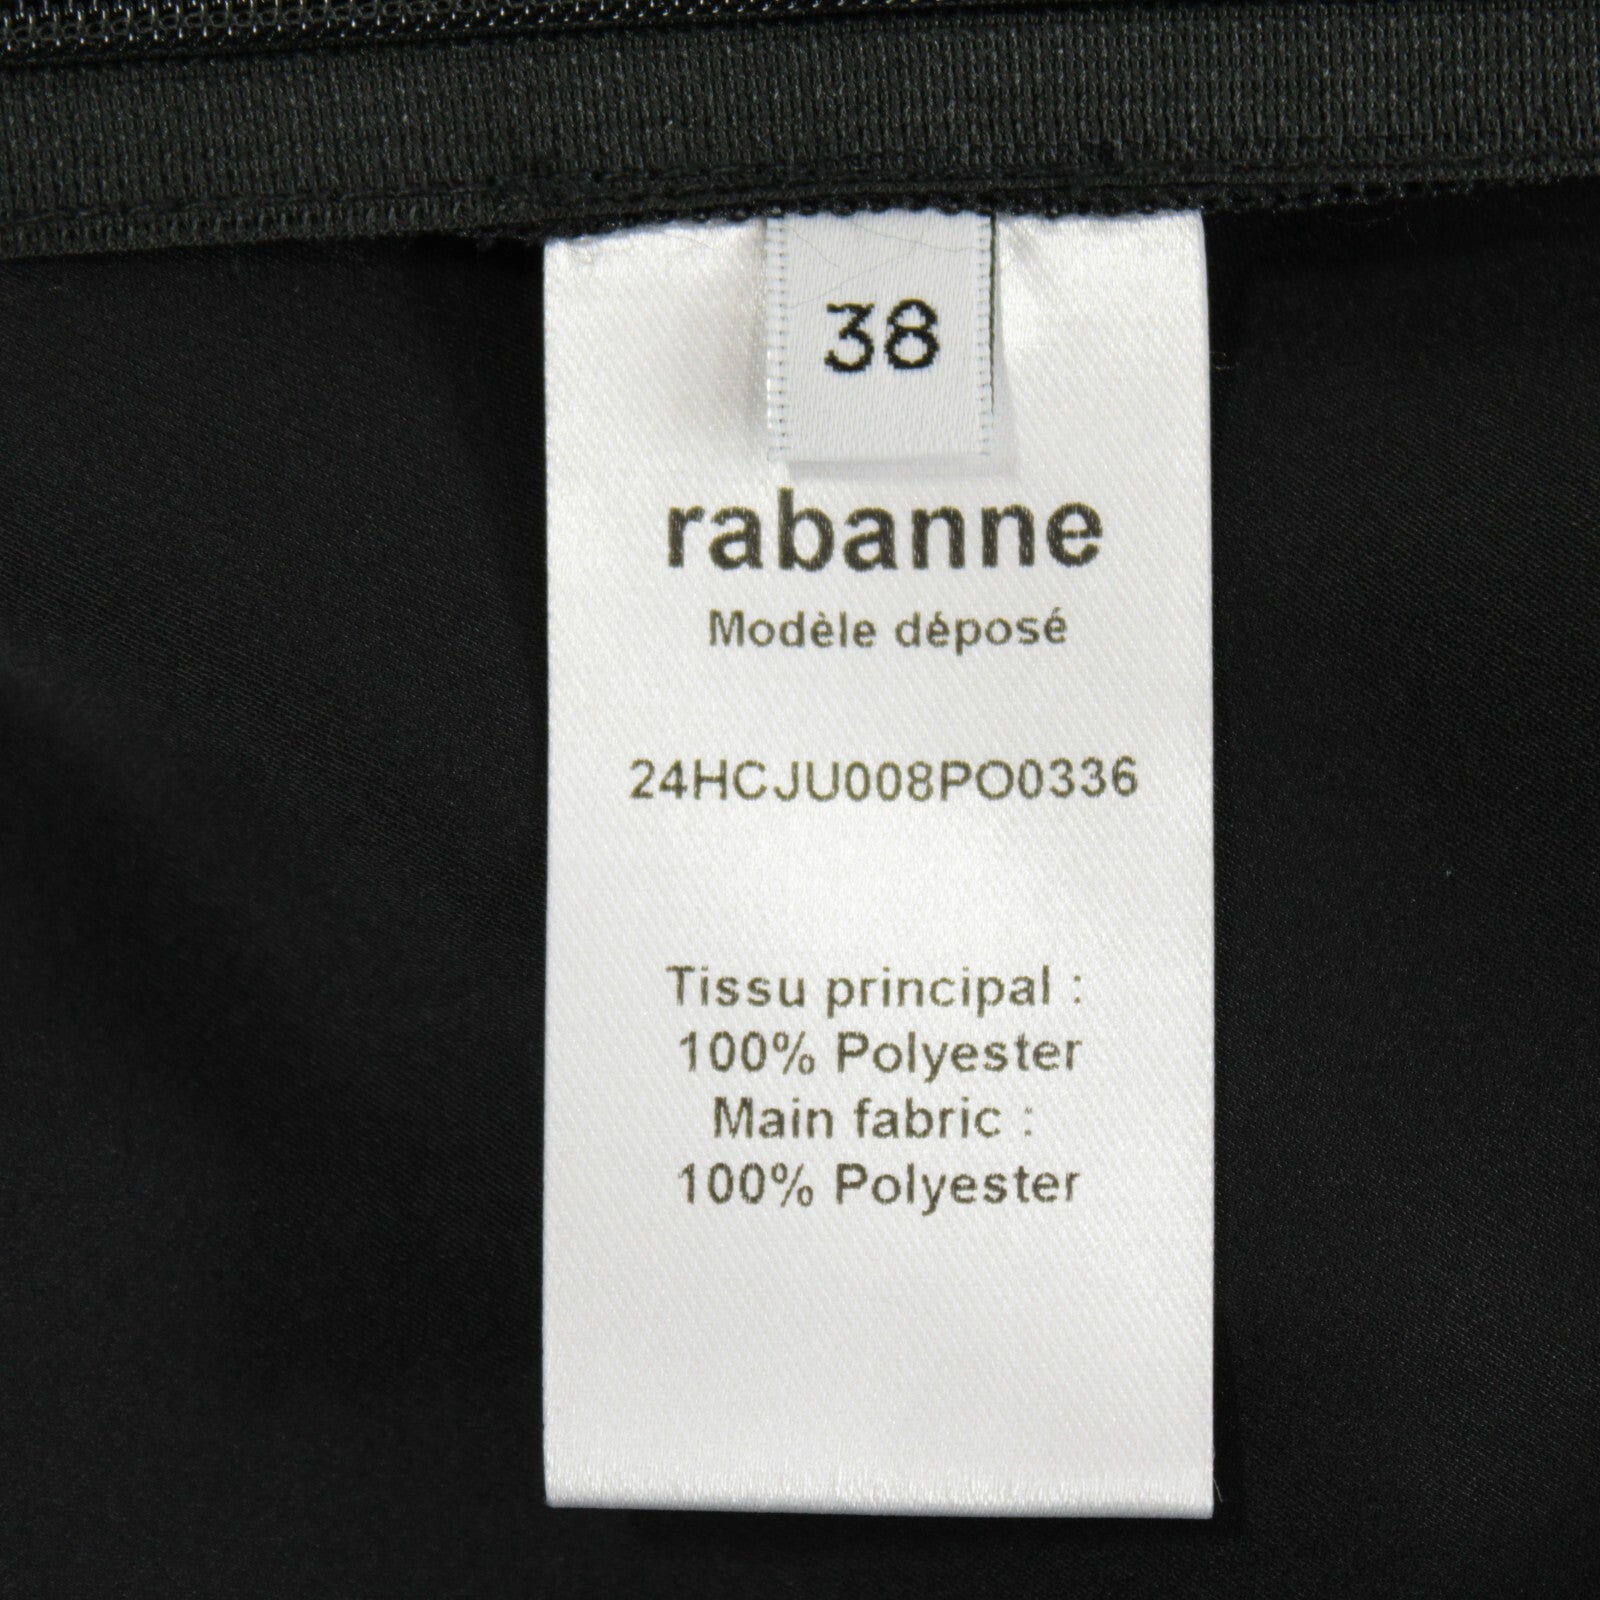 38
rabanne
Modèle déposé
24HCJU008PO0336
Tissu principal :
100% Polyester
Main fabric :
100% Polyester